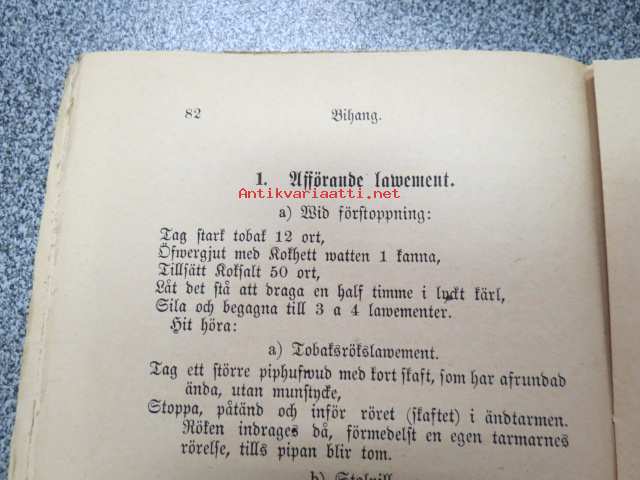 82 Bihang.
1. Afförande lawement.
Antikvariaatti.net
a) Wid förstoppning:
Tag stark tobak 12 ort,
Öfwergjut med Kokhett watten 1 kanna,
Tillsätt Koksalt 50 ort,
Låt det stå att draga en half timme i lyckt kärl,
Sila och begagna till 3 a 4 lawementer.
Hit höra:
a) Tobaksrökslawement.
Tag ett större piphufwud med kort skaft, som har afrundad
ända, utan munstycke,
Stoppa, påtänd och inför röret (skaftet) i ändtarmen.
Röken indrages då, förmedelst en egen tarmarnes
rörelse, tills pipan blir tom.
b)